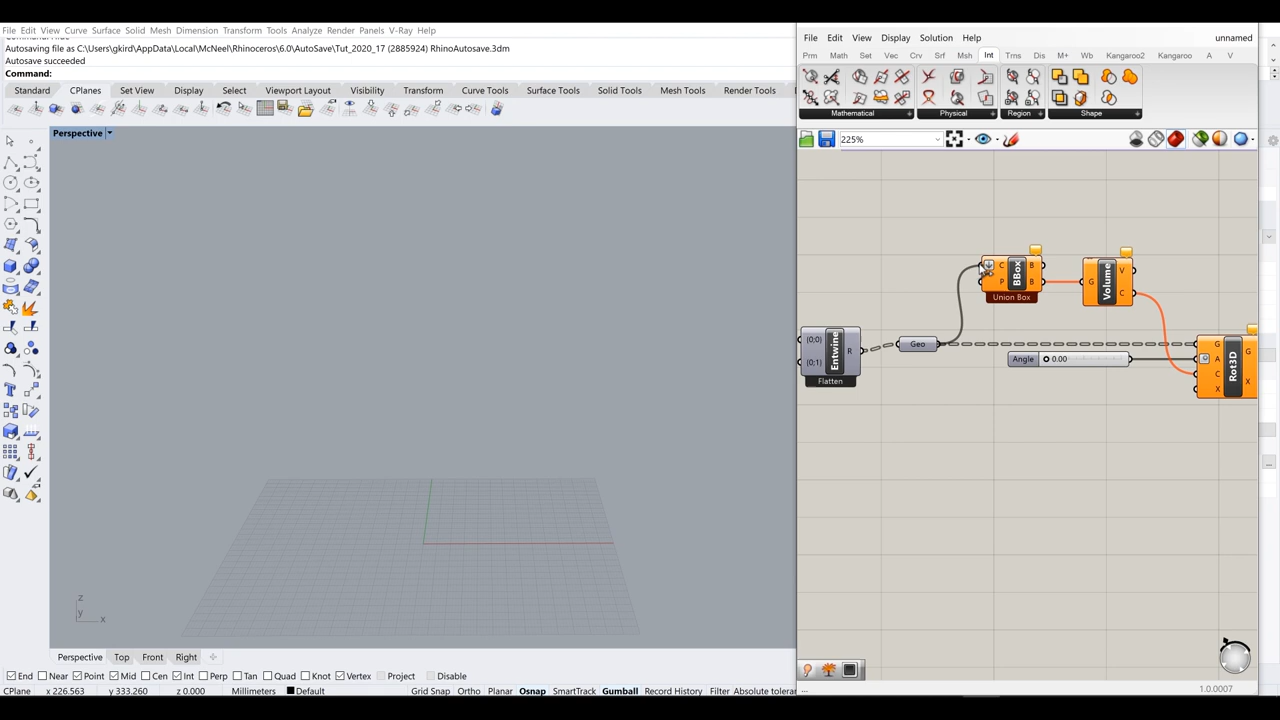 File Edit View Curve Surface Solid Mesh Dimension Transform Tools Analyze Render Panels V-Ray Help
Autosaving file as C:\Users\gkird\AppData\Local\McNeel\Rhinoceros\6.0\AutoSave\Tut_2020_17 (2885924) RhinoAutosave.3dm
Autosave succeeded
Command:
Standard CPlanes Set View Display Select Viewport Layout Visibility Transform Curve Tools Surface Tools Solid Tools Mesh Tools Render Tools
Perspective
z
y
x
Perspective Top Front Right
End Near Point Mid Cen Int Perp Tan Quad Knot Vertex Project Disable
CPlane x 226.563 y 333.260 z 0.000 Millimeters Default Grid Snap Ortho Planar Osnap SmartTrack Gumball Record History Filter Absolute toleran
File Edit View Display Solution Help unnamed
Prm Math Set Vec Crv Srf Msh Int Trns Dis M+ Wb Kangaroo2 Kangaroo A V
Mathematical Physical Region Shape
225%
C P BBox B B
Union Box
G Volume V C
{0;0} {0;1} Entwine R
Flatten
Geo
Angle 0.00
G A C X Rot3D G X
... 1.0.0007